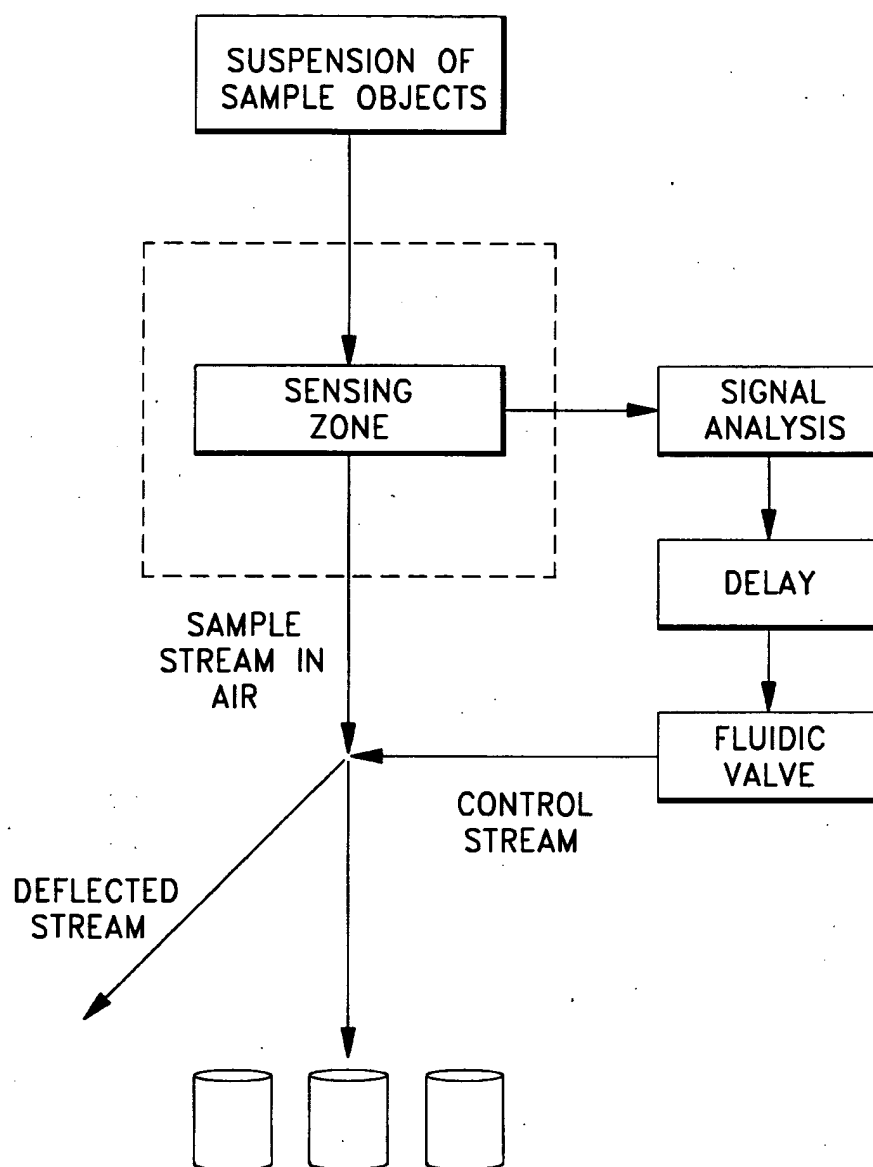 SUSPENSION OF
SAMPLE OBJECTS
SENSING
ZONE
SIGNAL
ANALYSIS
DELAY
SAMPLE
STREAM IN
AIR
FLUIDIC
VALVE
CONTROL
STREAM
DEFLECTED
STREAM